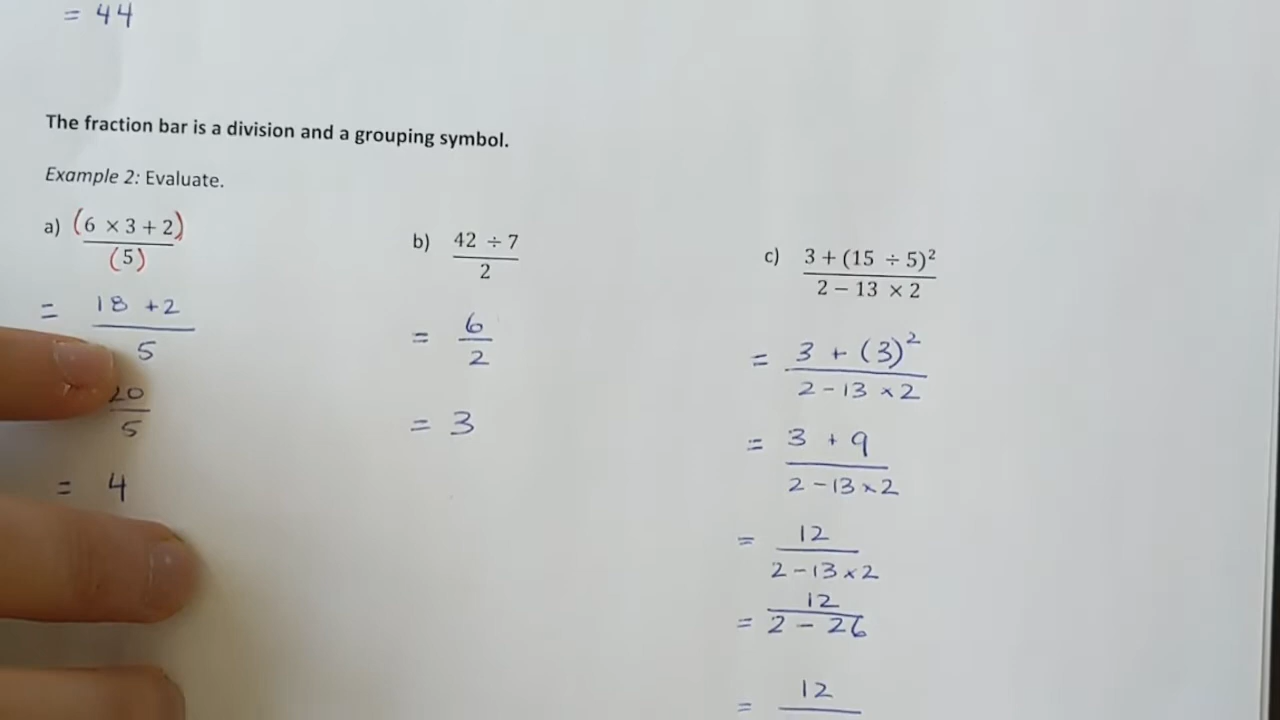 = 44
The fraction bar is a division and a grouping symbol.
Example 2: Evaluate.
a) (6 × 3 + 2)
(5)
= 18 + 2
5
20
5
= 4
b) 42 ÷ 7
2
= 6
2
= 3
c) 3 + (15 ÷ 5)²
2 – 13 × 2
= 3 + (3)²
2 – 13 × 2
= 3 + 9
2 – 13 × 2
= 12
2 – 13 × 2
= 12
2 – 26
= 12